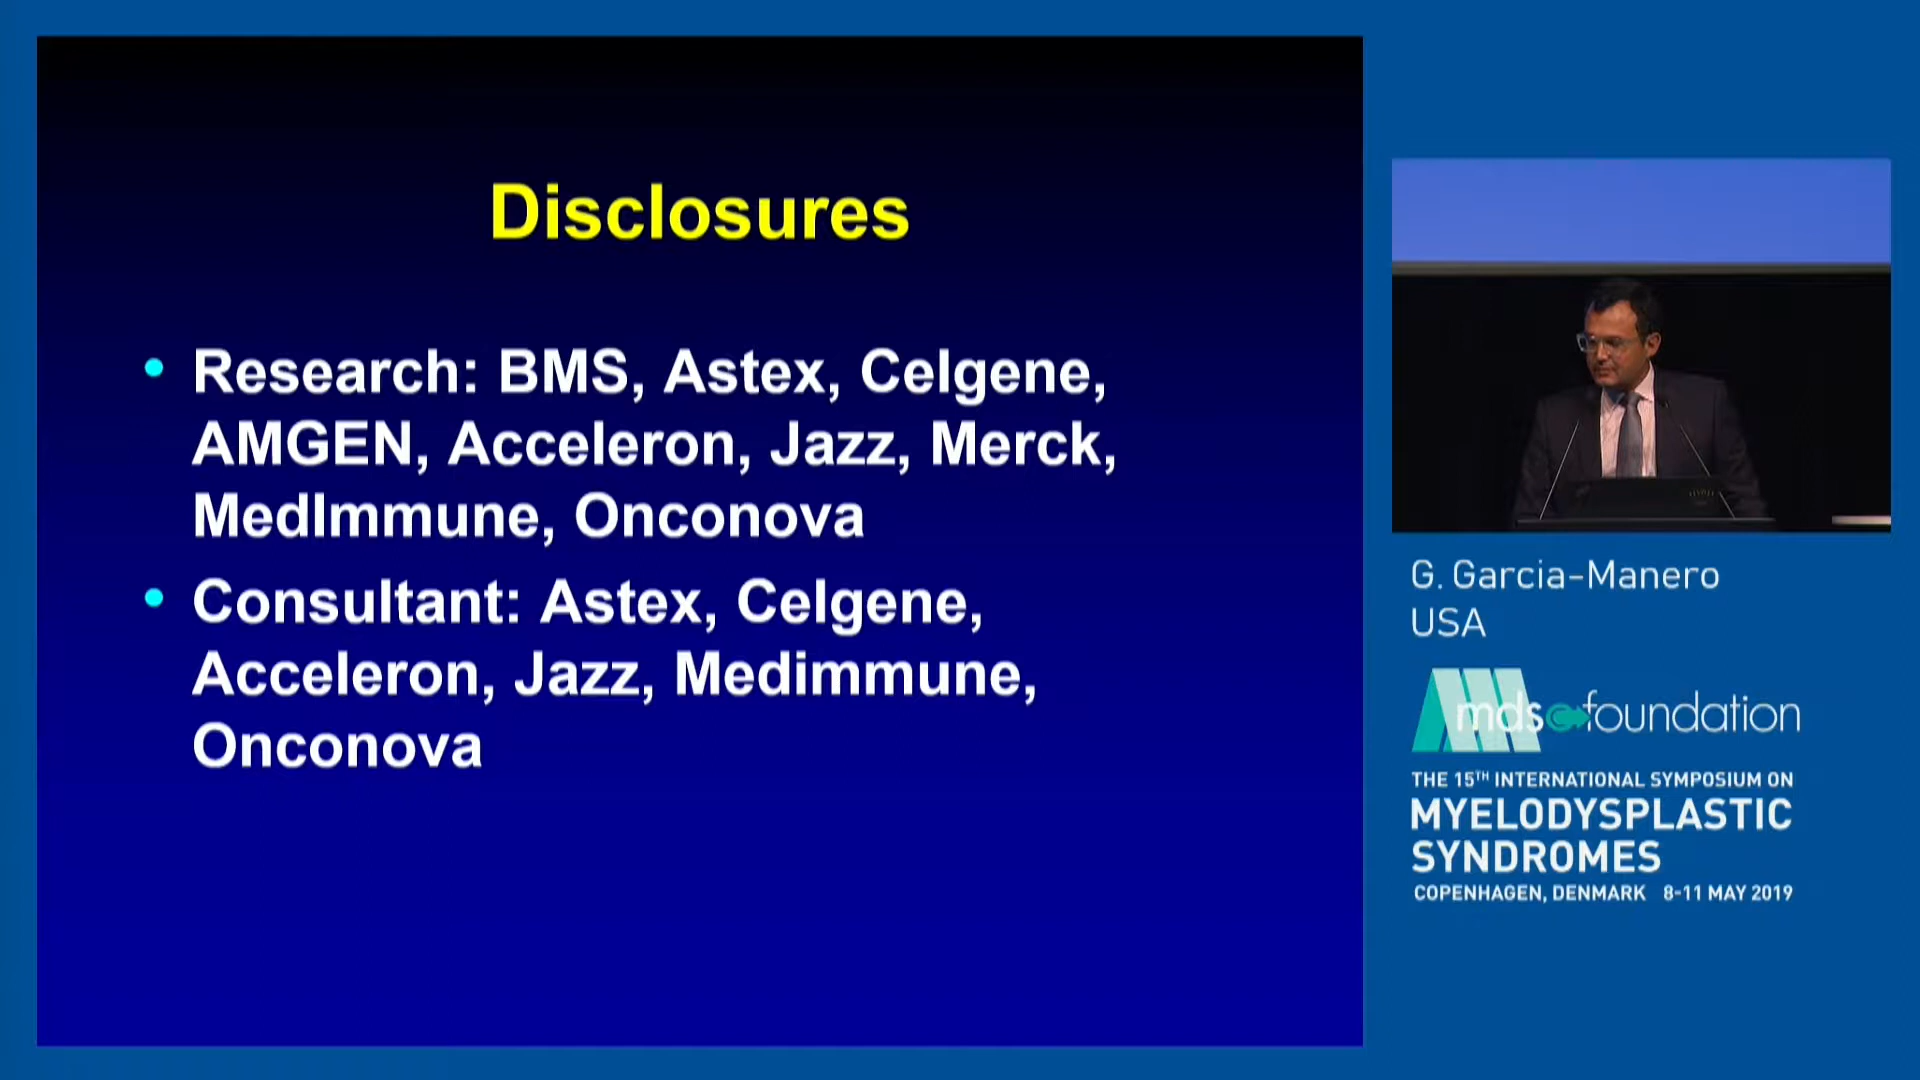 Disclosures
• Research: BMS, Astex, Celgene,
AMGEN, Acceleron, Jazz, Merck,
MedImmune, Onconova
• Consultant: Astex, Celgene,
Acceleron, Jazz, Medimmune,
Onconova
G. Garcia-Manero
USA
mds foundation
THE 15TH INTERNATIONAL SYMPOSIUM ON
MYELODYSPLASTIC
SYNDROMES
COPENHAGEN, DENMARK 8-11 MAY 2019